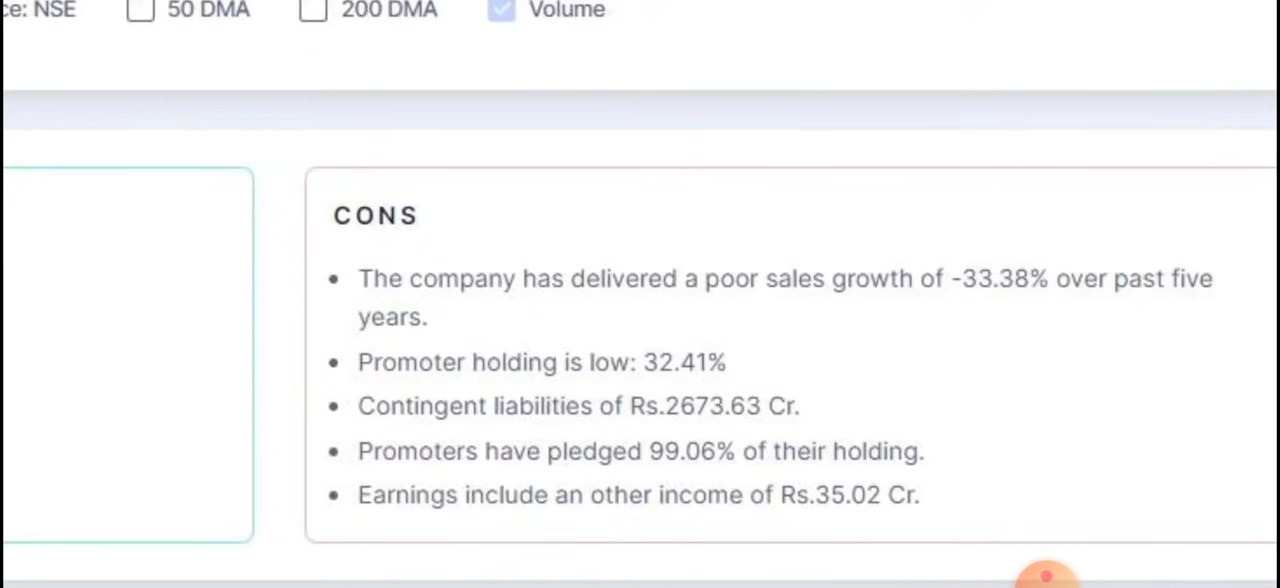 ce: NSE 50 DMA 200 DMA Volume
CONS
The company has delivered a poor sales growth of -33.38% over past five
years.
Promoter holding is low: 32.41%
Contingent liabilities of Rs.2673.63 Cr.
Promoters have pledged 99.06% of their holding.
Earnings include an other income of Rs.35.02 Cr.